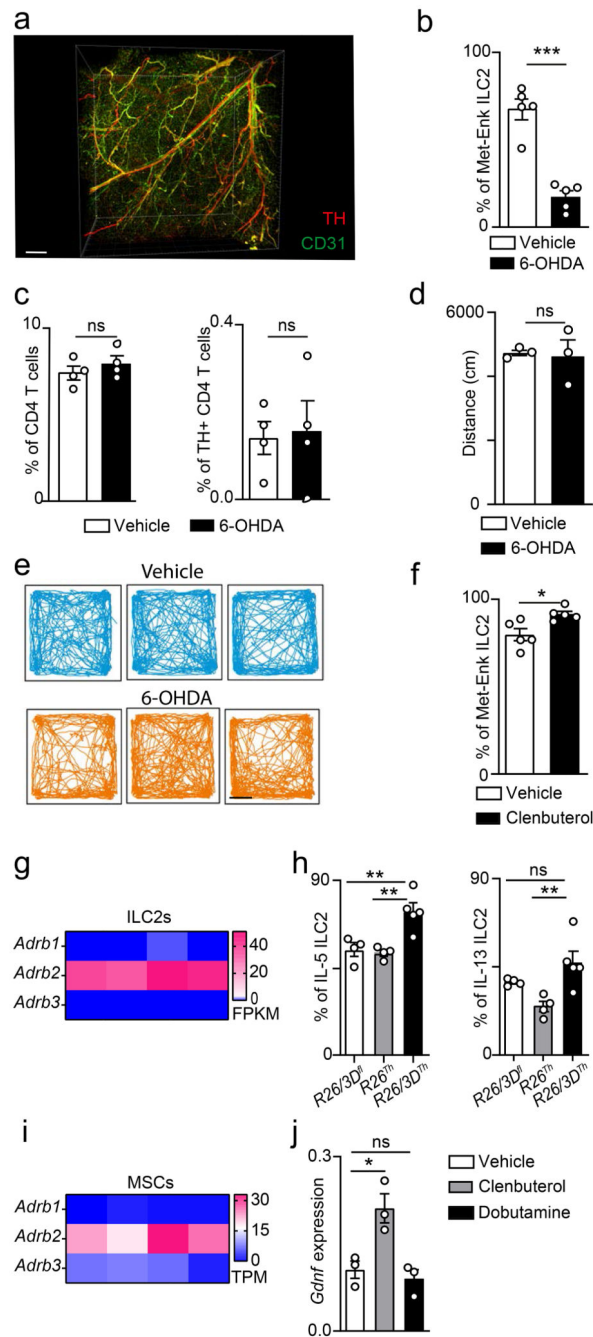 a
TH
CD31
b
% of Met-Enk ILC2
100
0
***
Vehicle
6-OHDA
c
% of CD4 T cells
10
0
ns
% of TH+ CD4 T cells
0.4
0.0
ns
Vehicle
6-OHDA
d
Distance (cm)
6000
0
ns
Vehicle
6-OHDA
e
Vehicle
6-OHDA
f
% of Met-Enk ILC2
100
0
*
Vehicle
Clenbuterol
g
ILC2s
Adrb1
Adrb2
Adrb3
40
20
0
FPKM
h
% of IL-5 ILC2
90
0
**
**
R26/3D^fl
R26^Th
R26/3D^Th
% of IL-13 ILC2
13
0
ns
**
R26/3D^fl
R26^Th
R26/3D^Th
i
MSCs
Adrb1
Adrb2
Adrb3
30
15
0
TPM
j
Gdnf expression
0.3
0.0
ns
*
Vehicle
Clenbuterol
Dobutamine